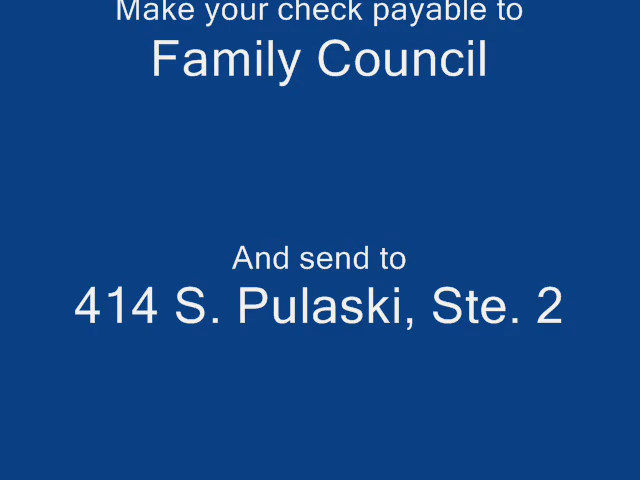 Make your check payable to
Family Council
And send to
414 S. Pulaski, Ste. 2